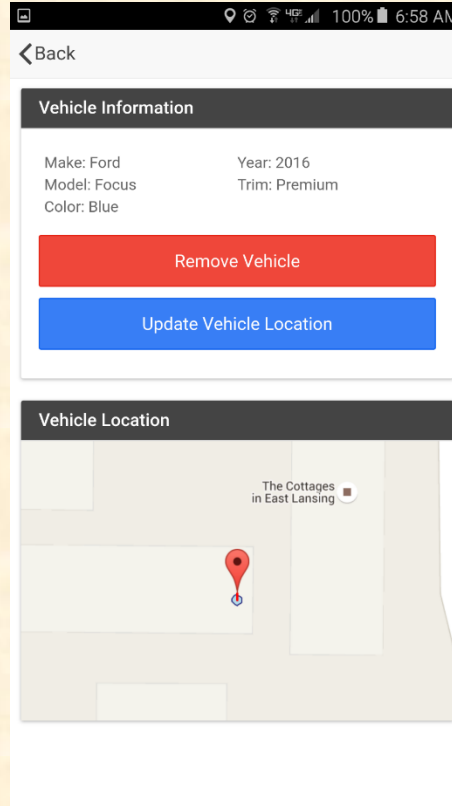 4GE 100% 6:58 AM
Back
Vehicle Information
Make: Ford Year: 2016
Model: Focus Trim: Premium
Color: Blue
Remove Vehicle
Update Vehicle Location
Vehicle Location
The Cottages
in East Lansing